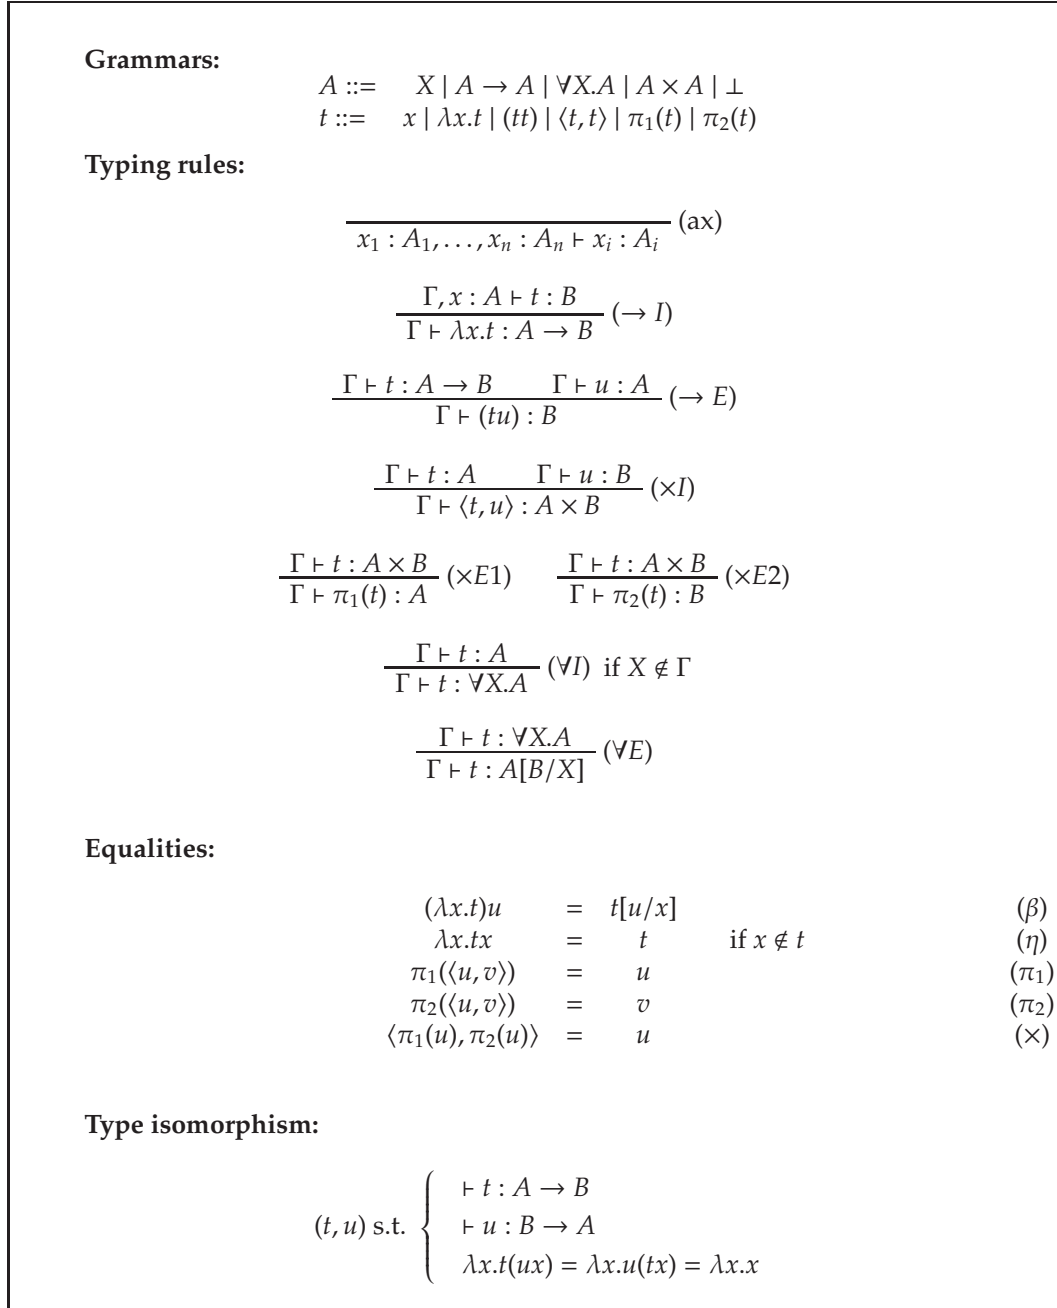 Grammars:
A ::= X | A → A | ∀X.A | A × A | ⊥
t ::= x | λx.t | (tt) | ⟨t, t⟩ | π₁(t) | π₂(t)
Typing rules:
x₁ : A₁, . . . , xₙ : Aₙ ⊢ xᵢ : Aᵢ (ax)
Γ, x : A ⊢ t : B
Γ ⊢ λx.t : A → B (→ I)
Γ ⊢ t : A → B Γ ⊢ u : A
Γ ⊢ (tu) : B (→ E)
Γ ⊢ t : A Γ ⊢ u : B
Γ ⊢ ⟨t, u⟩ : A × B (×I)
Γ ⊢ t : A × B
Γ ⊢ π₁(t) : A (×E1)
Γ ⊢ t : A × B
Γ ⊢ π₂(t) : B (×E2)
Γ ⊢ t : A
Γ ⊢ t : ∀X.A (∀I) if X ∉ Γ
Γ ⊢ t : ∀X.A
Γ ⊢ t : A[B/X] (∀E)
Equalities:
(λx.t)u = t[u/x] (β)
λx.tx = t if x ∉ t (η)
π₁(⟨u, v⟩) = u (π₁)
π₂(⟨u, v⟩) = v (π₂)
⟨π₁(u), π₂(u)⟩ = u (×)
Type isomorphism:
(t, u) s.t. { ⊢ t : A → B
⊢ u : B → A
λx.t(ux) = λx.u(tx) = λx.x